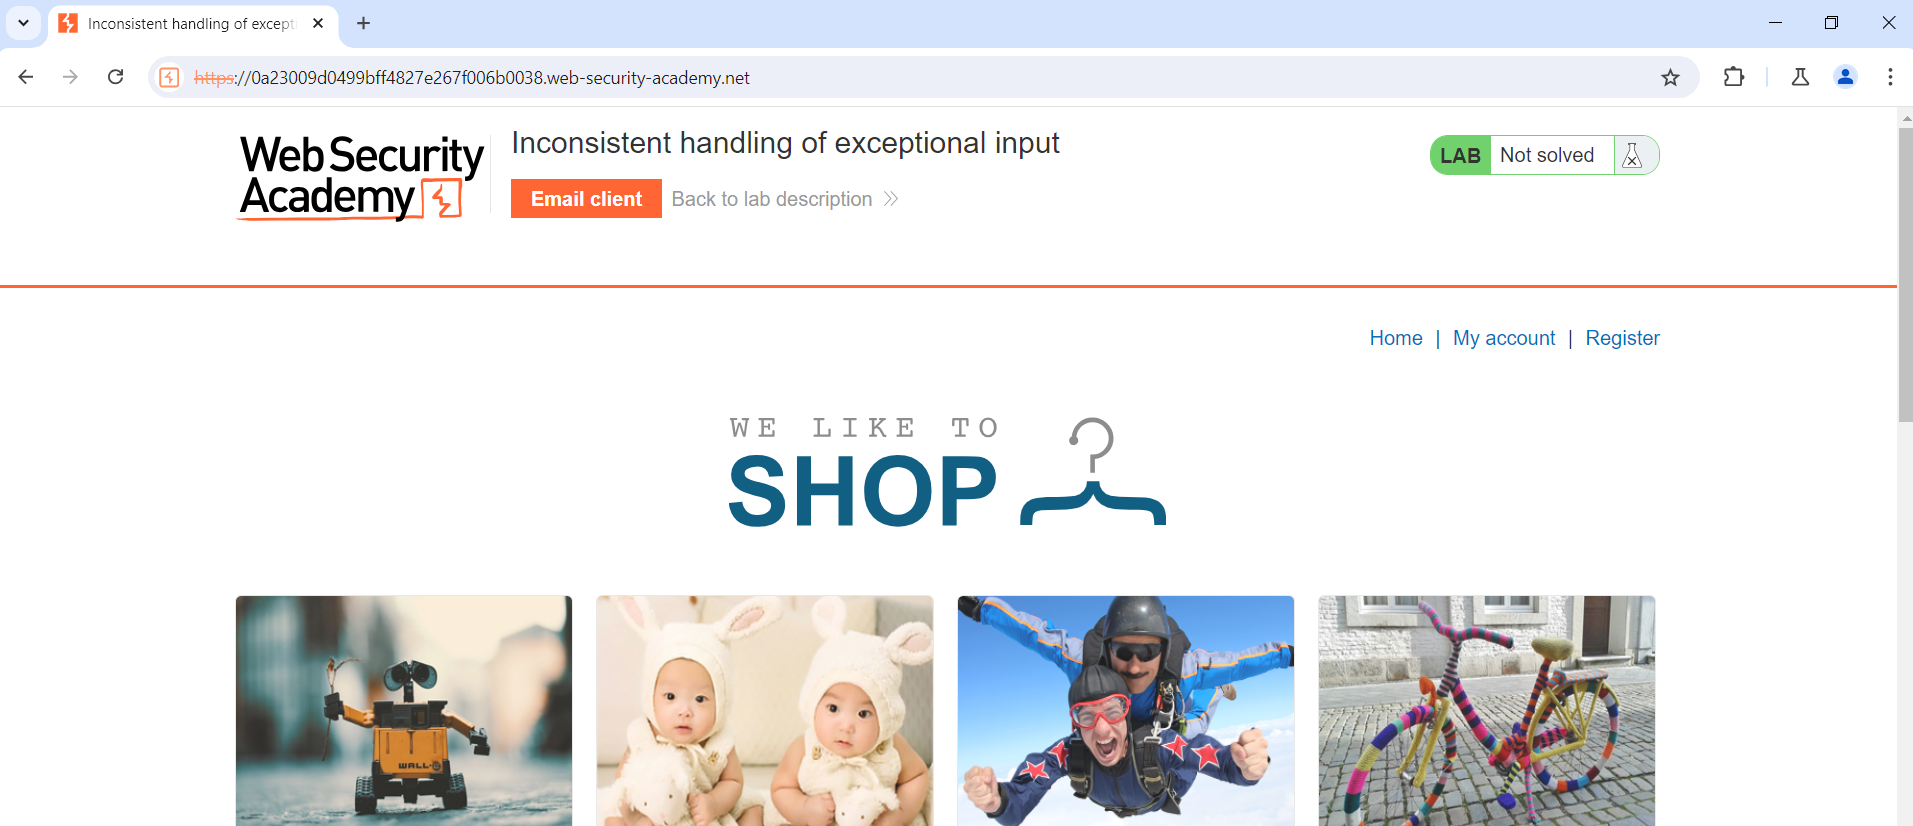 Inconsistent handling of except
https://0a23009d0499bff4827e267f006b0038.web-security-academy.net
Web Security
Academy
Inconsistent handling of exceptional input
Email client
Back to lab description
LAB
Not solved
Home | My account | Register
WE LIKE TO
SHOP
WALL·E